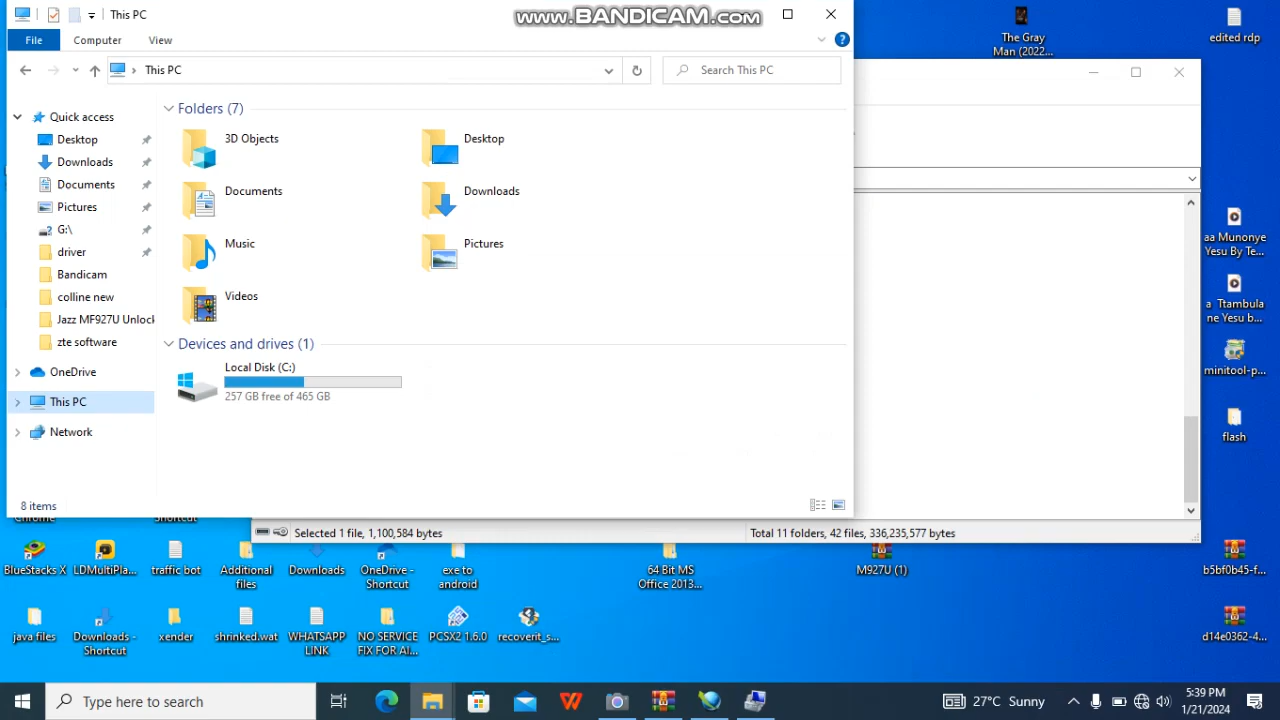 This PC
www.BANDICAM.com
File
Computer
View
This PC
Search This PC
Quick access
Desktop
Downloads
Documents
Pictures
G:\
driver
Bandicam
colline new
Jazz MF927U Unlock
zte software
OneDrive
This PC
Network
Folders (7)
3D Objects
Desktop
Documents
Downloads
Music
Pictures
Videos
Devices and drives (1)
Local Disk (C:)
257 GB free of 465 GB
8 items
Selected 1 file, 1,100,584 bytes
Total 11 folders, 42 files, 336,235,577 bytes
The Gray
Man (2022...
edited rdp
aa Munonye
Yesu By Te...
a Ttambula
ne Yesu b...
minitool-p...
flash
b5bf0b45-f...
d14e0362-4...
Chrome
Shortcut
BlueStacks X
LDMultiPla...
traffic bot
Additional
files
Downloads
OneDrive -
Shortcut
exe to
android
64 Bit MS
Office 2013...
M927U (1)
java files
Downloads -
Shortcut
xender
shrinked.wat
WHATSAPP
LINK
NO SERVICE
FIX FOR AI...
PCSX2 1.6.0
recoverit_s...
Type here to search
27°C Sunny
5:39 PM
1/21/2024